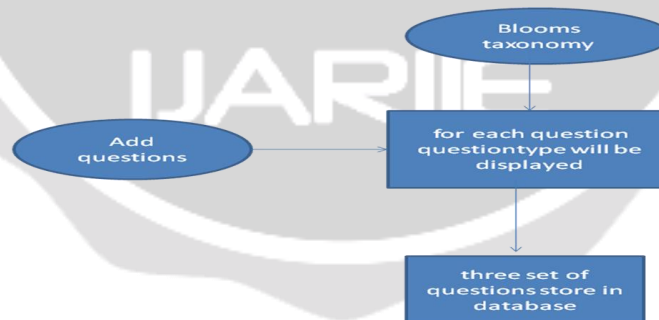 IJARIIE
Blooms
taxonomy
Add
questions
for each question
questiontype will be
displayed
three set of
questions store in
database